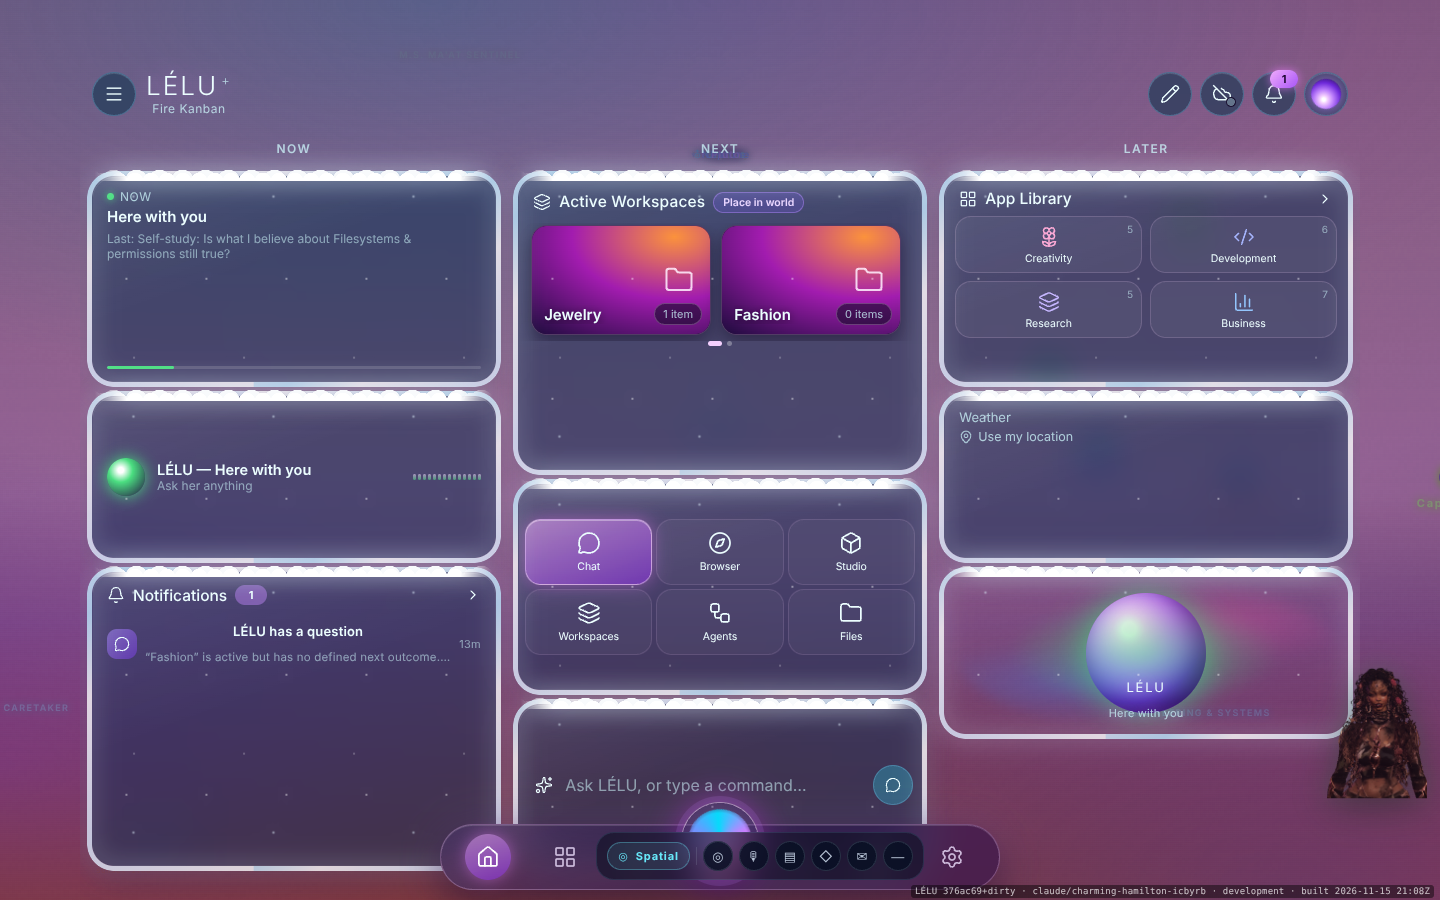 LÉLU +
Fire Kanban
1
NOW
NEXT
LATER
NOW
Here with you
Last: Self-study: Is what I believe about Filesystems &
permissions still true?
LÉLU — Here with you
Ask her anything
Notifications 1
LÉLU has a question
13m
“Fashion” is active but has no defined next outcome....
CARETAKER
Active Workspaces Place in world
Jewelry 1 item
Fashion 0 items
Chat
Browser
Studio
Workspaces
Agents
Files
Ask LÉLU, or type a command...
App Library
5
Creativity
6
Development
5
Research
7
Business
Weather
Use my location
LÉLU
Here with you
& SYSTEMS
Spatial
LÉLU 376ac69+dirty · claude/charming-hamilton-icbyrb · development · built 2026-11-15 21:08Z